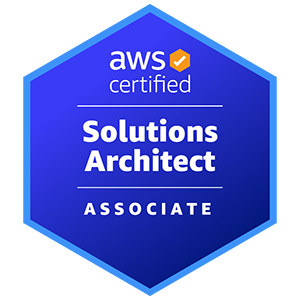 aws
certified
Solutions
Architect
ASSOCIATE